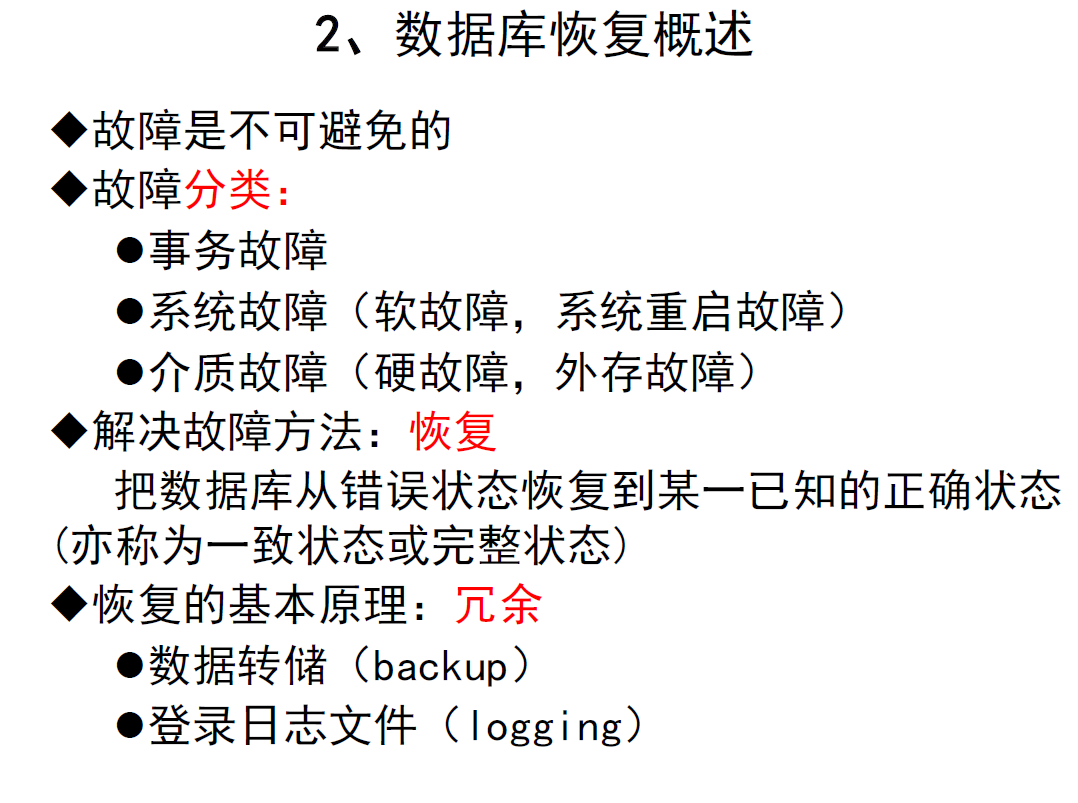 2、数据库恢复概述
◆故障是不可避免的
◆故障分类：
●事务故障
●系统故障（软故障，系统重启故障）
●介质故障（硬故障，外存故障）
◆解决故障方法：恢复
把数据库从错误状态恢复到某一已知的正确状态
(亦称为一致状态或完整状态)
◆恢复的基本原理：冗余
●数据转储（backup）
●登录日志文件（logging）